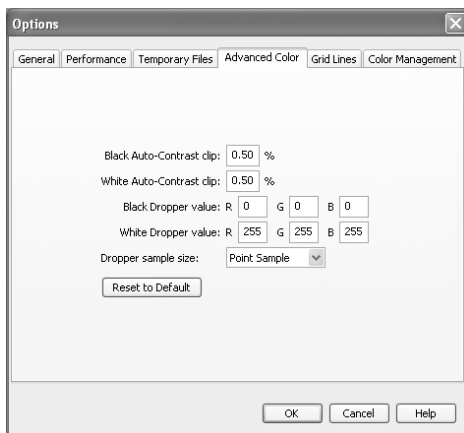 Options
General Performance Temporary Files Advanced Color Grid Lines Color Management
Black Auto-Contrast clip: 0.50 %
White Auto-Contrast clip: 0.50 %
Black Dropper value: R 0 G 0 B 0
White Dropper value: R 255 G 255 B 255
Dropper sample size: Point Sample
Reset to Default
OK Cancel Help